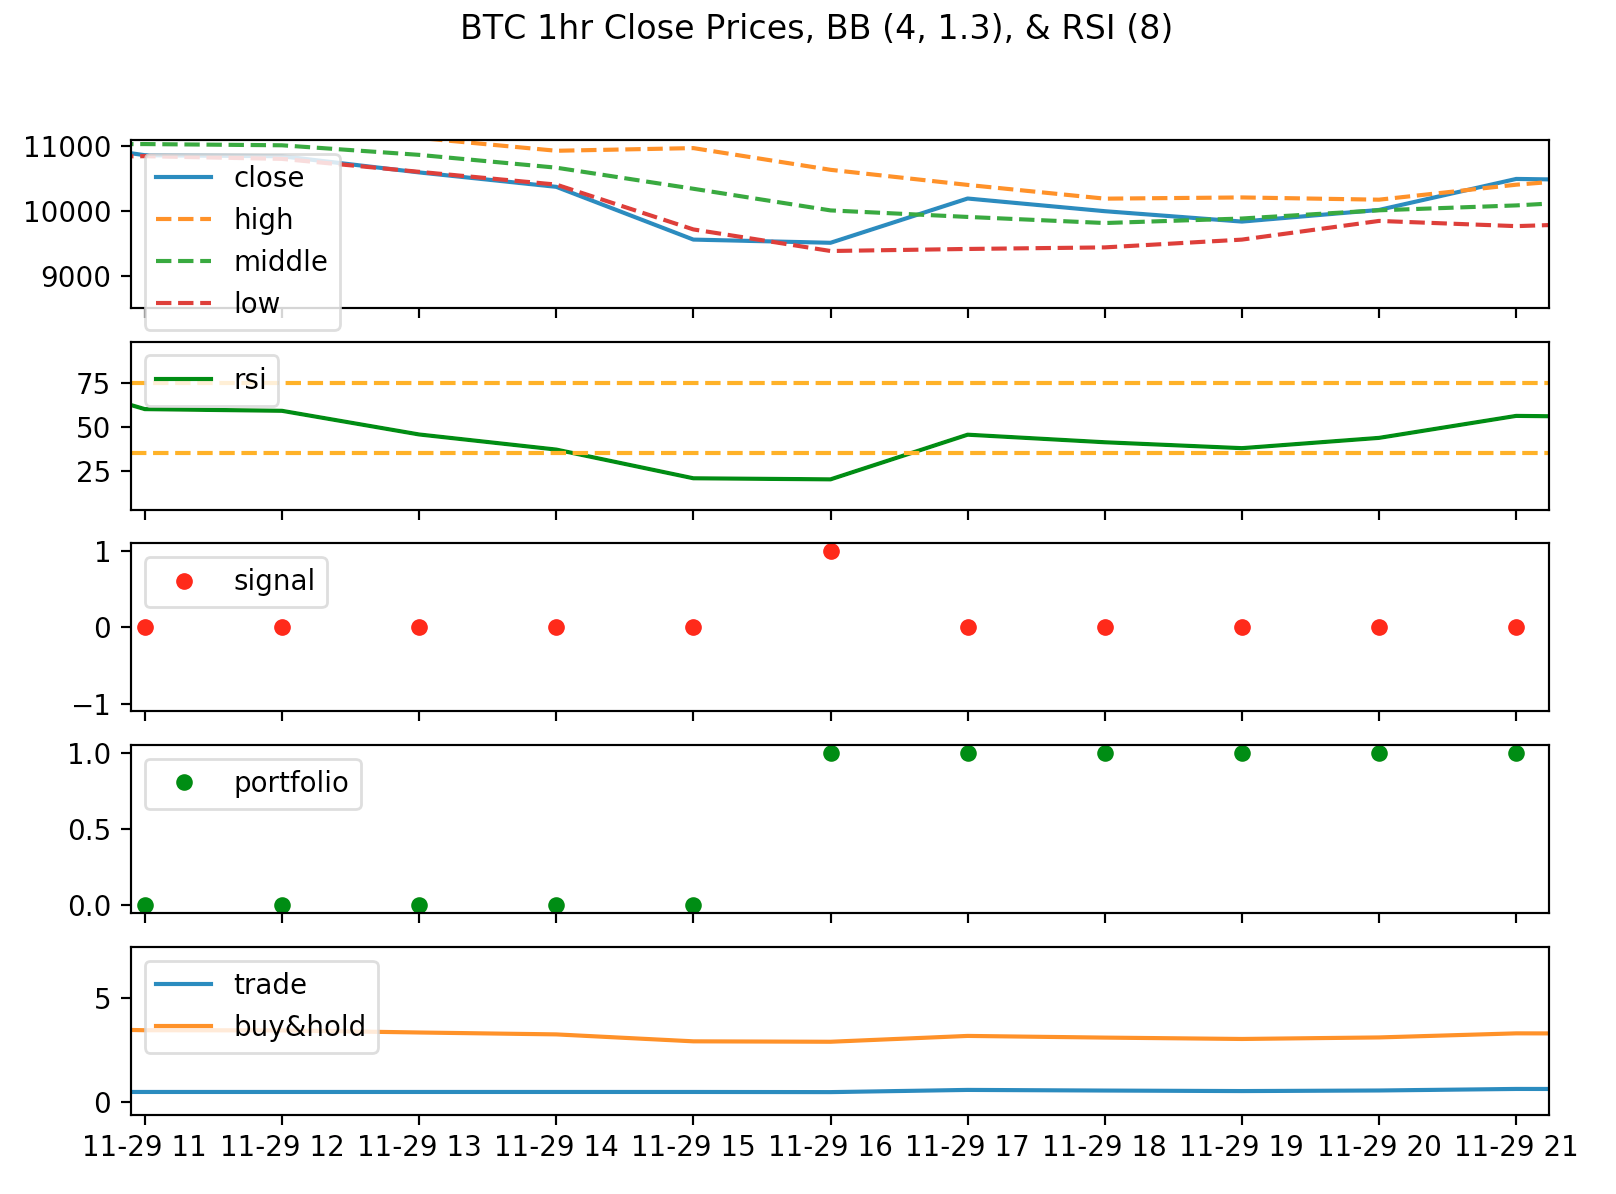 BTC 1hr Close Prices, BB (4, 1.3), & RSI (8)
11000
10000
9000
close
high
middle
low
75
50
25
rsi
1
0
−1
signal
1.0
0.5
0.0
portfolio
5
0
trade
buy&hold
11-29 11 11-29 12 11-29 13 11-29 14 11-29 15 11-29 16 11-29 17 11-29 18 11-29 19 11-29 20 11-29 21